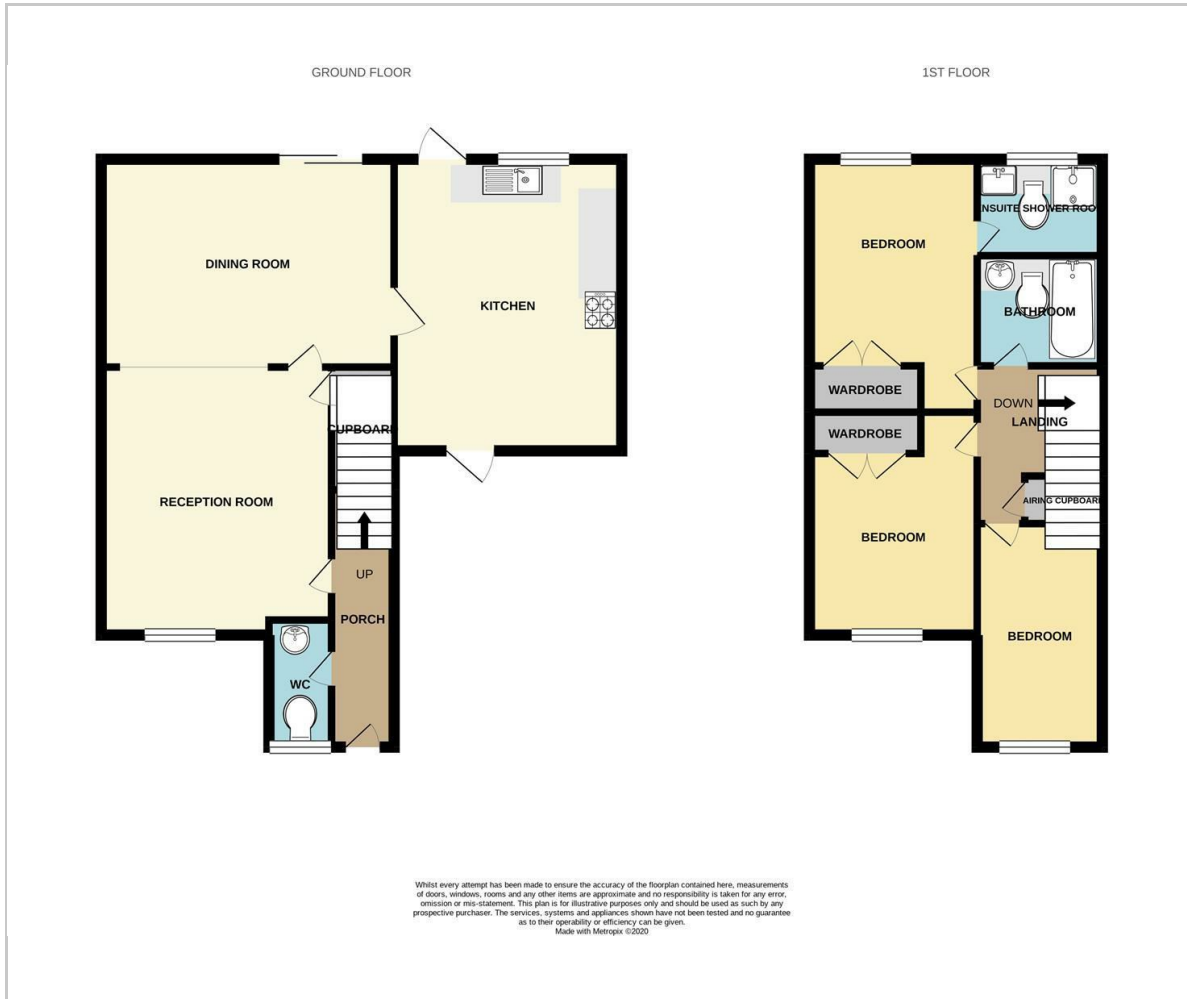 GROUND FLOOR
DINING ROOM
KITCHEN
CUPBOARD
RECEPTION ROOM
UP
PORCH
WC
1ST FLOOR
ENSUITE SHOWER ROOM
BEDROOM
BATHROOM
WARDROBE
DOWN
LANDING
WARDROBE
AIRING CUPBOARD
BEDROOM
BEDROOM
Whilst every attempt has been made to ensure the accuracy of the floorplan contained here, measurements
of doors, windows, rooms and any other items are approximate and no responsibility is taken for any error,
omission or mis-statement. This plan is for illustrative purposes only and should be used as such by any
prospective purchaser. The services, systems and appliances shown have not been tested and no guarantee
as to their operability or efficiency can be given.
Made with Metropix ©2020